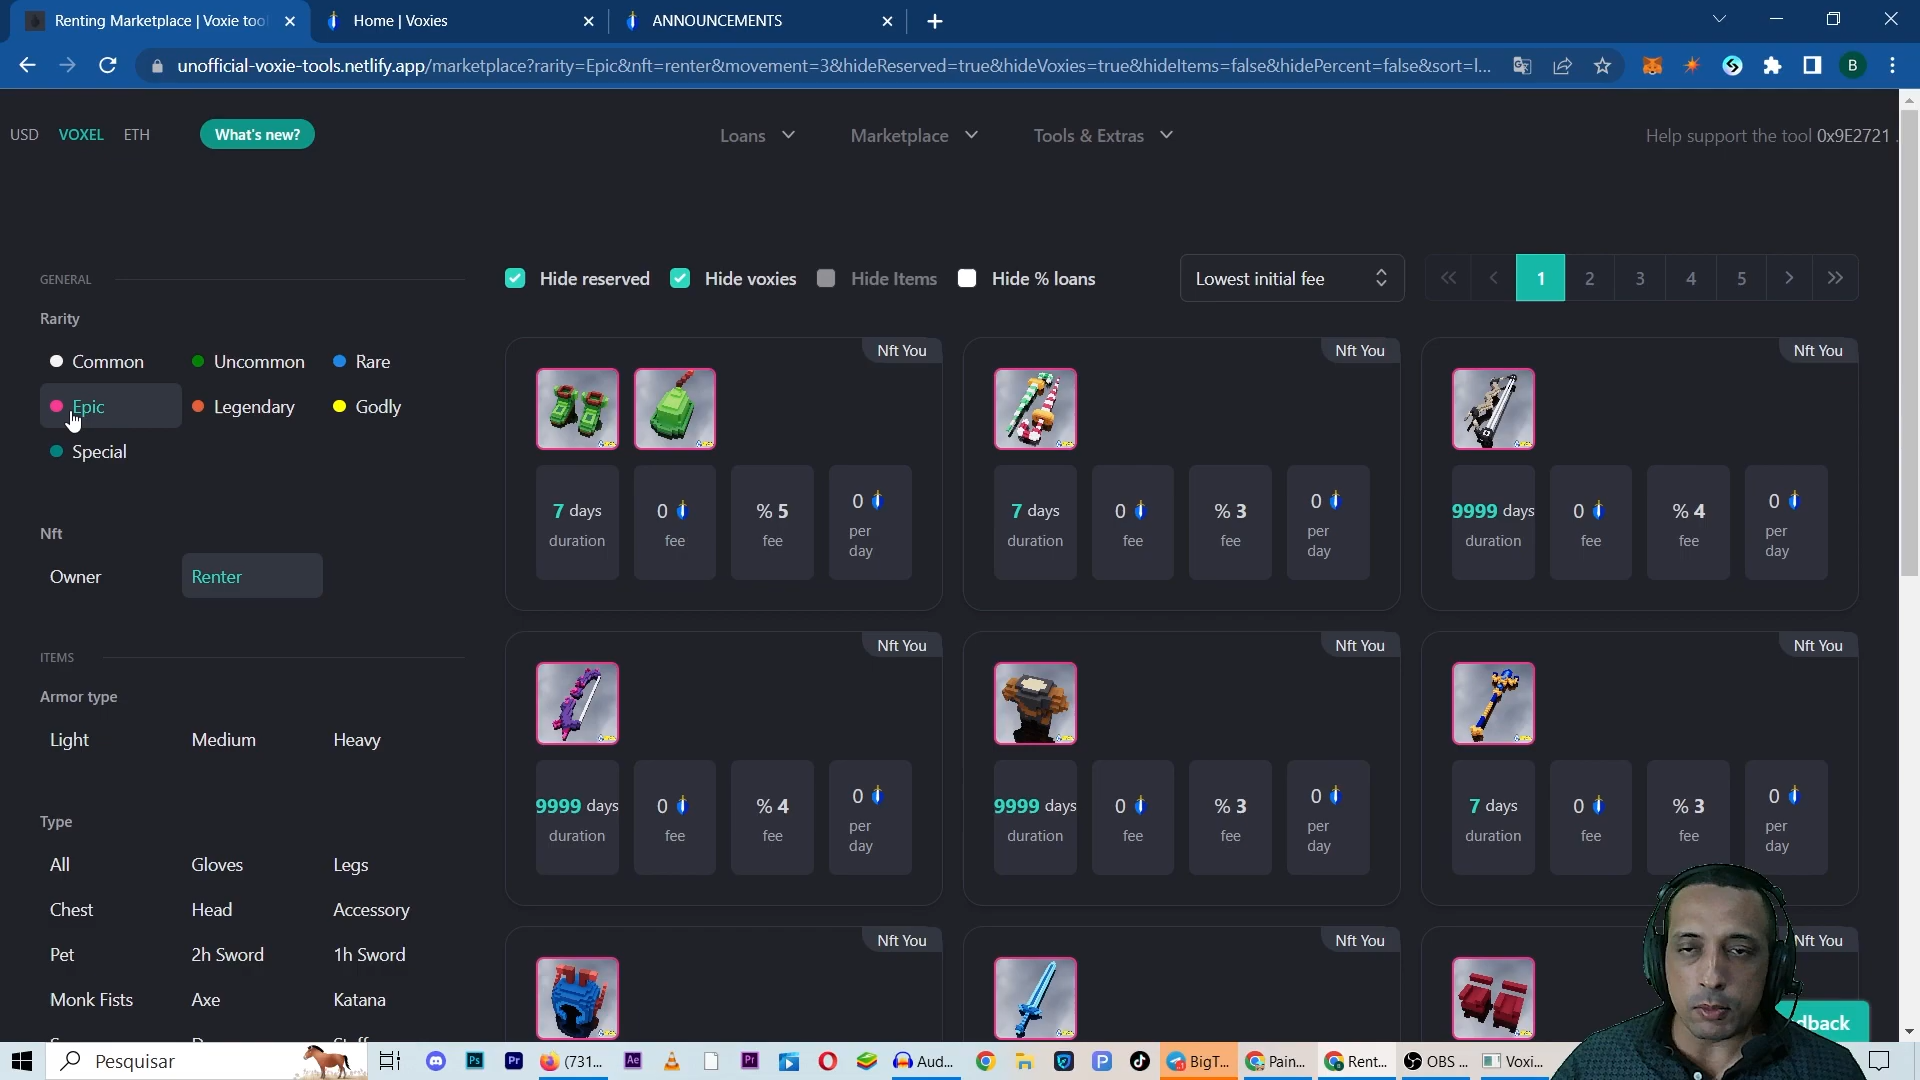 Renting Marketplace | Voxie too
Home | Voxies
ANNOUNCEMENTS
unofficial-voxie-tools.netlify.app/marketplace?rarity=Epic&nft=renter&movement=3&hideReserved=true&hideVoxies=true&hideItems=false&hidePercent=false&sort=l...
B
USD VOXEL ETH
What's new?
Loans
Marketplace
Tools & Extras
Help support the tool 0x9E2721
GENERAL
Rarity
Common Uncommon Rare
Epic Legendary Godly
Special
Nft
Owner Renter
ITEMS
Armor type
Light Medium Heavy
Type
All Gloves Legs
Chest Head Accessory
Pet 2h Sword 1h Sword
Monk Fists Axe Katana
Hide reserved Hide voxies Hide Items Hide % loans
Lowest initial fee
1 2 3 4 5
Nft You
7 days duration
0 fee
% 5 fee
0 per day
Nft You
7 days duration
0 fee
% 3 fee
0 per day
Nft You
9999 days duration
0 fee
% 4 fee
0 per day
Nft You
9999 days duration
0 fee
% 4 fee
0 per day
Nft You
9999 days duration
0 fee
% 3 fee
0 per day
Nft You
7 days duration
0 fee
% 3 fee
0 per day
Nft You
Nft You
Nft You
dback
Pesquisar
(731...
Aud...
BigT...
Pain...
Rent...
OBS ...
Voxi...